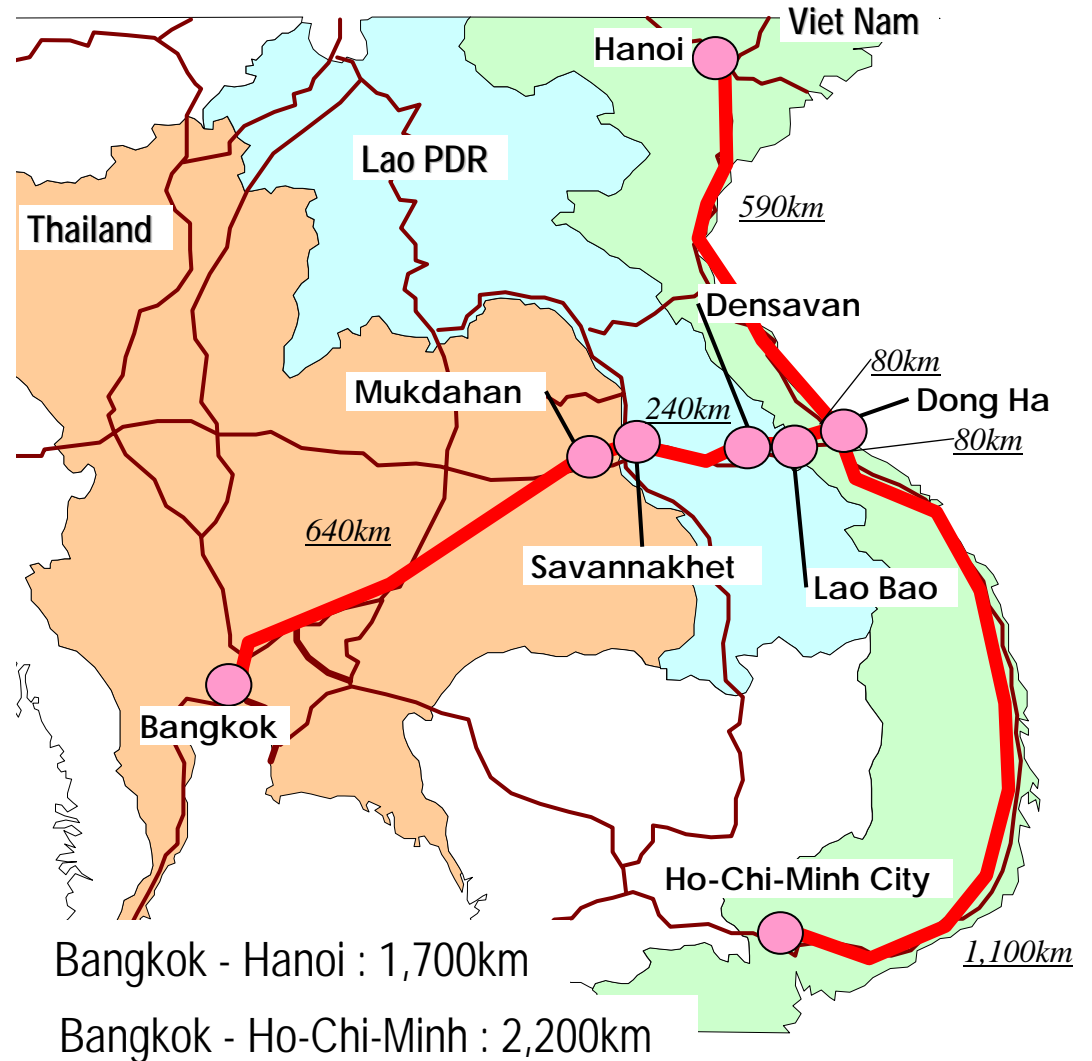 Viet Nam
Hanoi
Lao PDR
590km
Thailand
Densavan
80km
Mukdahan
Dong Ha
240km
80km
640km
Savannakhet
Lao Bao
Bangkok
Ho-Chi-Minh City
1,100km
Bangkok - Hanoi : 1,700km
Bangkok - Ho-Chi-Minh : 2,200km